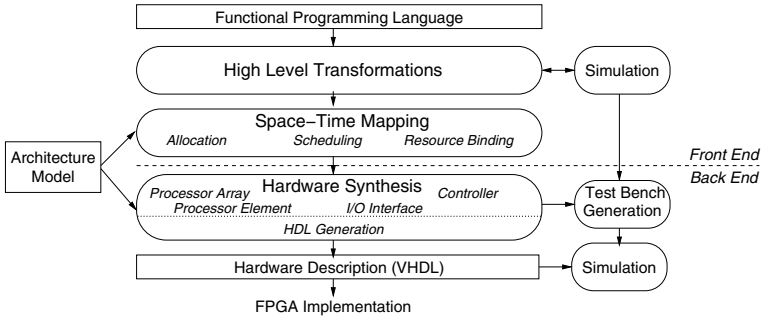 Functional Programming Language
High Level Transformations
Simulation
Space−Time Mapping
Allocation Scheduling Resource Binding
Architecture
Model
Front End
Back End
Hardware Synthesis
Processor Array Controller
Processor Element I/O Interface
HDL Generation
Test Bench
Generation
Hardware Description (VHDL)
Simulation
FPGA Implementation